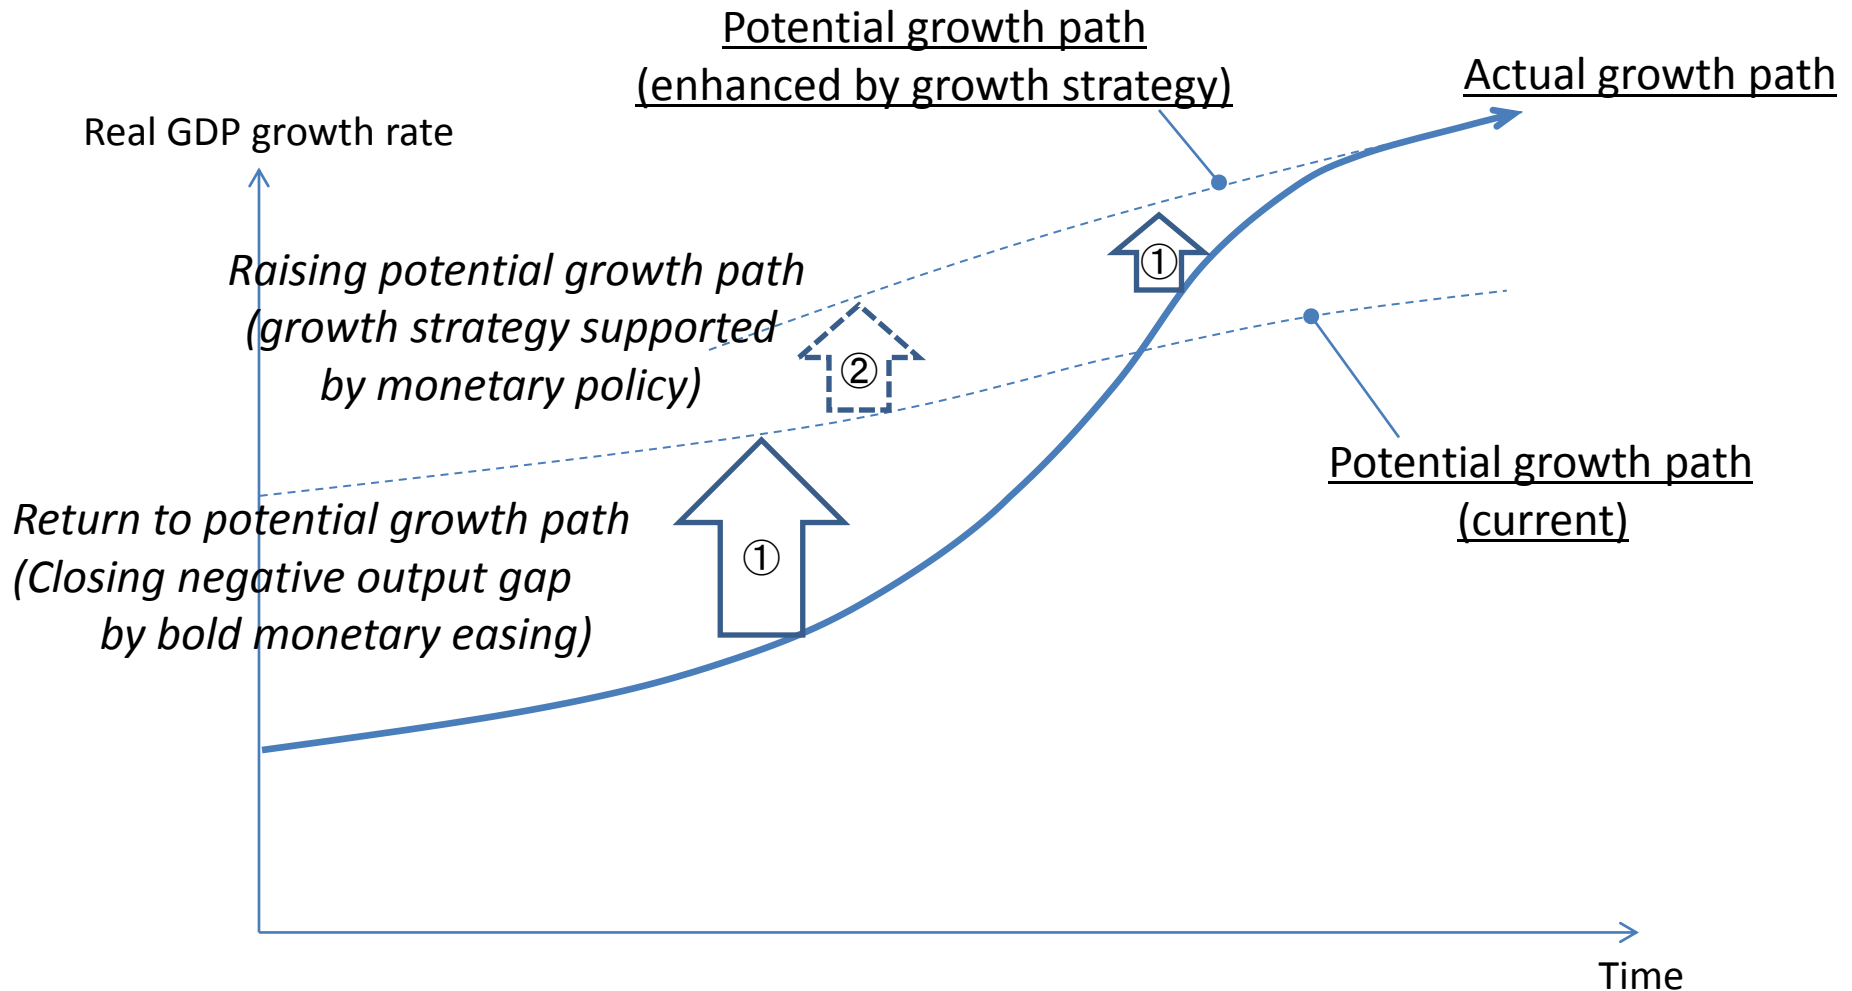 Potential growth path
(enhanced by growth strategy)
Actual growth path
Real GDP growth rate
Raising potential growth path
(growth strategy supported
by monetary policy)
①
②
Return to potential growth path
(Closing negative output gap
by bold monetary easing)
①
Potential growth path
(current)
Time